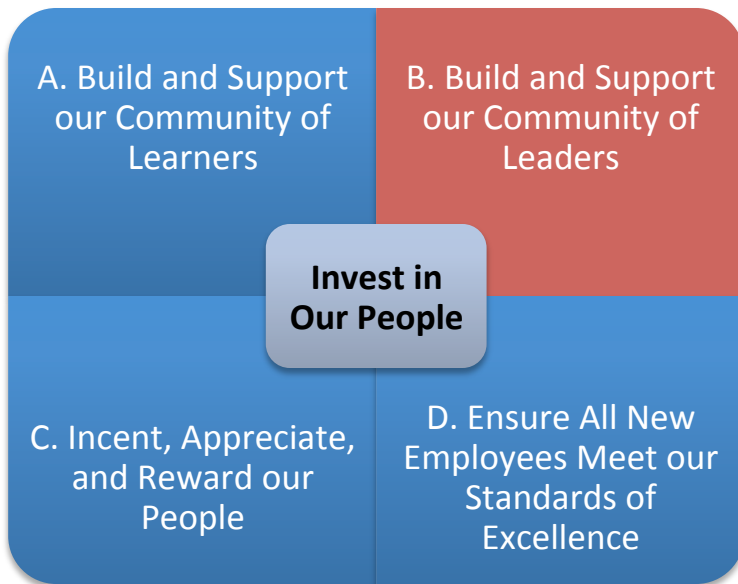 A. Build and Support
our Community of
Learners
B. Build and Support
our Community of
Leaders
Invest in
Our People
C. Incent, Appreciate,
and Reward our
People
D. Ensure All New
Employees Meet our
Standards of
Excellence